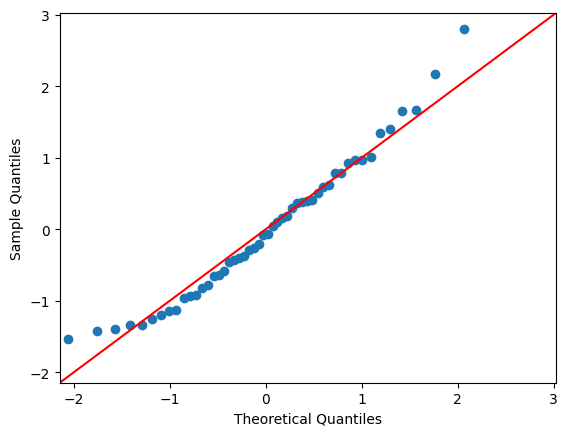 3
2
1
0
−1
−2
Sample Quantiles
−2 −1 0 1 2 3
Theoretical Quantiles